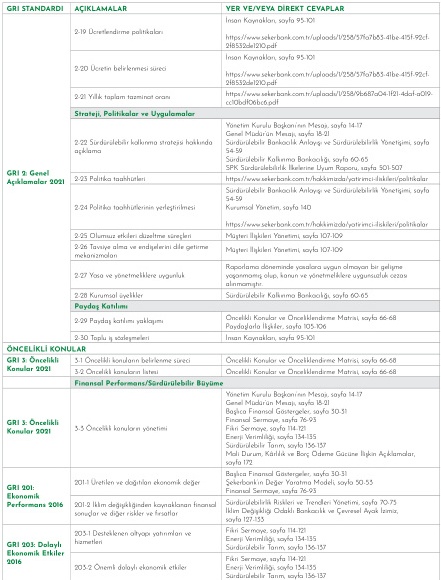 GRI STANDARDI AÇIKLAMALAR YER VE/VEYA DİREKT CEVAPLAR
GRI 2: Genel Açıklamalar 2021
2-19 Ücretlendirme politikaları
İnsan Kaynakları, sayfa 95-101
https://www.sekerbank.com.tr/uploads/1/258/57fa7b83-41be-415f-92cf-
2f8532de1210.pdf
2-20 Ücretin belirlenmesi süreci
İnsan Kaynakları, sayfa 95-101
https://www.sekerbank.com.tr/uploads/1/258/57fa7b83-41be-415f-92cf-
2f8532de1210.pdf
2-21 Yıllık toplam tazminat oranı
https://www.sekerbank.com.tr/uploads/1/258/9b687a04-1f21-4daf-a019-
cc10bdf06bc6.pdf
Strateji, Politikalar ve Uygulamalar
2-22 Sürdürülebilir kalkınma stratejisi hakkında
açıklama
Yönetim Kurulu Başkanı'nın Mesajı, sayfa 14-17
Genel Müdür'ün Mesajı, sayfa 18-21
Sürdürülebilir Bankacılık Anlayışı ve Sürdürülebilirlik Yönetişimi, sayfa
54-59
Sürdürülebilir Kalkınma Bankacılığı, sayfa 60-65
SPK Sürdürülebilirlik İlkelerine Uyum Raporu, sayfa 501-507
2-23 Politika taahhütleri
https://www.sekerbank.com.tr/hakkimizda/yatirimci-iliskileri/politikalar
2-24 Politika taahhütlerinin yerleştirilmesi
Sürdürülebilir Bankacılık Anlayışı ve Sürdürülebilirlik Yönetişimi, sayfa
54-59
Kurumsal Yönetim, sayfa 140
https://www.sekerbank.com.tr/hakkimizda/yatirimci-iliskileri/politikalar
2-25 Olumsuz etkileri düzeltme süreçleri
Müşteri İlişkileri Yönetimi, sayfa 107-109
2-26 Tavsiye alma ve endişelerini dile getirme
mekanizmaları
Müşteri İlişkileri Yönetimi, sayfa 107-109
2-27 Yasa ve yönetmeliklere uygunluk
Raporlama döneminde yasalara uygun olmayan bir gelişme
yaşanmamış olup, kanun ve yönetmeliklere uygunsuzluk cezası
alınmamıştır.
2-28 Kurumsal üyelikler
Sürdürülebilir Kalkınma Bankacılığı, sayfa 60-65
Paydaş Katılımı
2-29 Paydaş katılımı yaklaşımı
Öncelikli Konular ve Önceliklendirme Matrisi, sayfa 66-68
Paydaşlarla İlişkiler, sayfa 105-106
2-30 Toplu iş sözleşmeleri
İnsan Kaynakları, sayfa 95-101
ÖNCELİKLİ KONULAR
GRI 3: Öncelikli
Konular 2021
3-1 Öncelikli konuların belirlenme süreci
Öncelikli Konular ve Önceliklendirme Matrisi, sayfa 66-68
3-2 Öncelikli konuların listesi
Öncelikli Konular ve Önceliklendirme Matrisi, sayfa 66-68
Finansal Performans/Sürdürülebilir Büyüme
GRI 3: Öncelikli
Konular 2021
3-3 Öncelikli konuların yönetimi
Yönetim Kurulu Başkanı'nın Mesajı, sayfa 14-17
Genel Müdür'ün Mesajı, sayfa 18-21
Başlıca Finansal Göstergeler, sayfa 30-31
Finansal Sermaye, sayfa 76-93
Fikri Sermaye, sayfa 114-121
Enerji Verimliliği, sayfa 134-135
Sürdürülebilir Tarım, sayfa 136-137
Mali Durum, Kârlılık ve Borç Ödeme Gücüne İlişkin Açıklamalar,
sayfa 172
GRI 201:
Ekonomik
Performans 2016
201-1 Üretilen ve dağıtılan ekonomik değer
Başlıca Finansal Göstergeler, sayfa 30-31
Şekerbank'ın Değer Yaratma Modeli, sayfa 50-53
Finansal Sermaye, sayfa 76-93
201-2 İklim değişikliğinden kaynaklanan finansal
sonuçlar ve diğer riskler ve fırsatlar
Sürdürülebilirlik Riskleri ve Trendleri Yönetimi, sayfa 70-75
İklim Değişikliği Odaklı Bankacılık ve Çevresel Ayak İzimiz,
sayfa 127-133
GRI 203: Dolaylı
Ekonomik Etkiler
2016
203-1 Desteklenen altyapı yatırımları ve
hizmetleri
Fikri Sermaye, sayfa 114-121
Enerji Verimliliği, sayfa 134-135
Sürdürülebilir Tarım, sayfa 136-137
203-2 Önemli dolaylı ekonomik etkiler
Fikri Sermaye, sayfa 114-121
Enerji Verimliliği, sayfa 134-135
Sürdürülebilir Tarım, sayfa 136-137